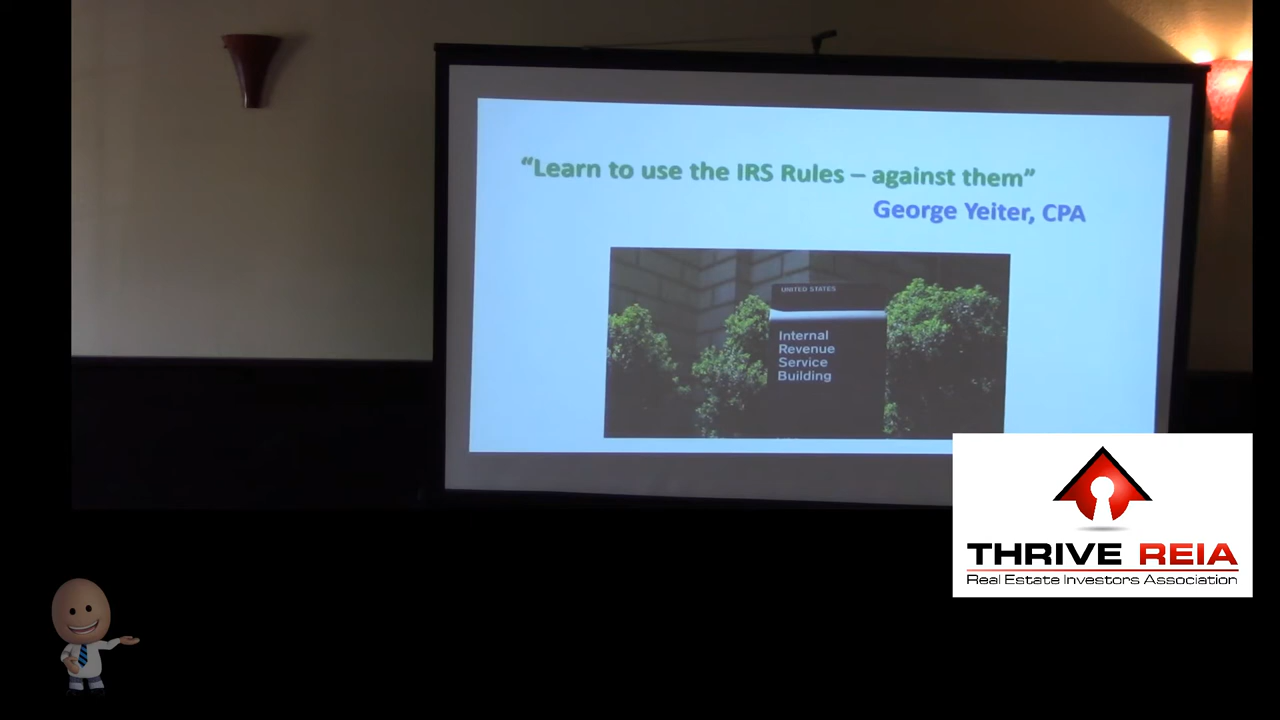 “Learn to use the IRS Rules – against them”
George Yeiter, CPA
UNITED STATES
Internal
Revenue
Service
Building
THRIVE REIA
Real Estate Investors Association